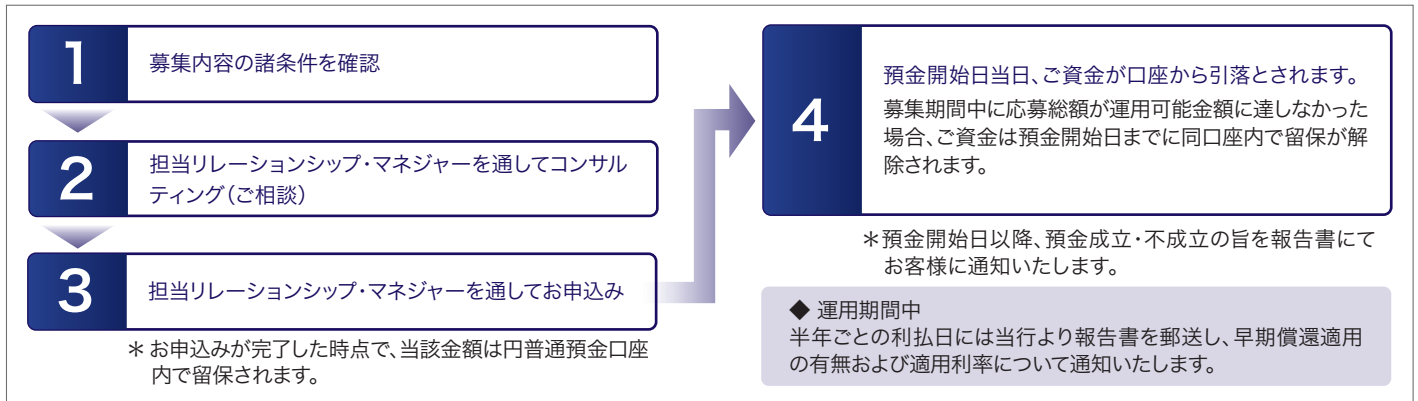 1
募集内容の諸条件を確認
2
担当リレーションシップ・マネジャーを通してコンサル
ティング(ご相談)
3
担当リレーションシップ・マネジャーを通してお申込み
＊お申込みが完了した時点で、当該金額は円普通預金口座
内で留保されます。
4
預金開始日当日、ご資金が口座から引落とされます。
募集期間中に応募総額が運用可能金額に達しなかった
場合、ご資金は預金開始日までに同口座内で留保が解
除されます。
＊預金開始日以降、預金成立・不成立の旨を報告書にて
お客様に通知いたします。
◆ 運用期間中
半年ごとの利払日には当行より報告書を郵送し、早期償還適用
の有無および適用利率について通知いたします。